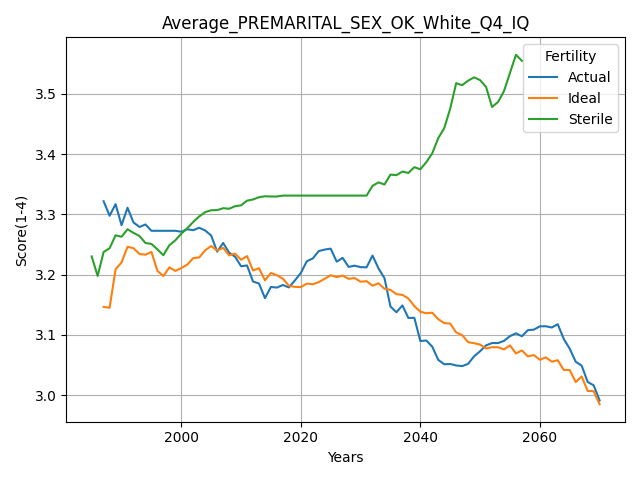 Average_PREMARITAL_SEX_OK_White_Q4_IQ
Fertility
Actual
Ideal
Sterile
Score(1-4)
3.5
3.4
3.3
3.2
3.1
3.0
2000
2020
2040
2060
Years